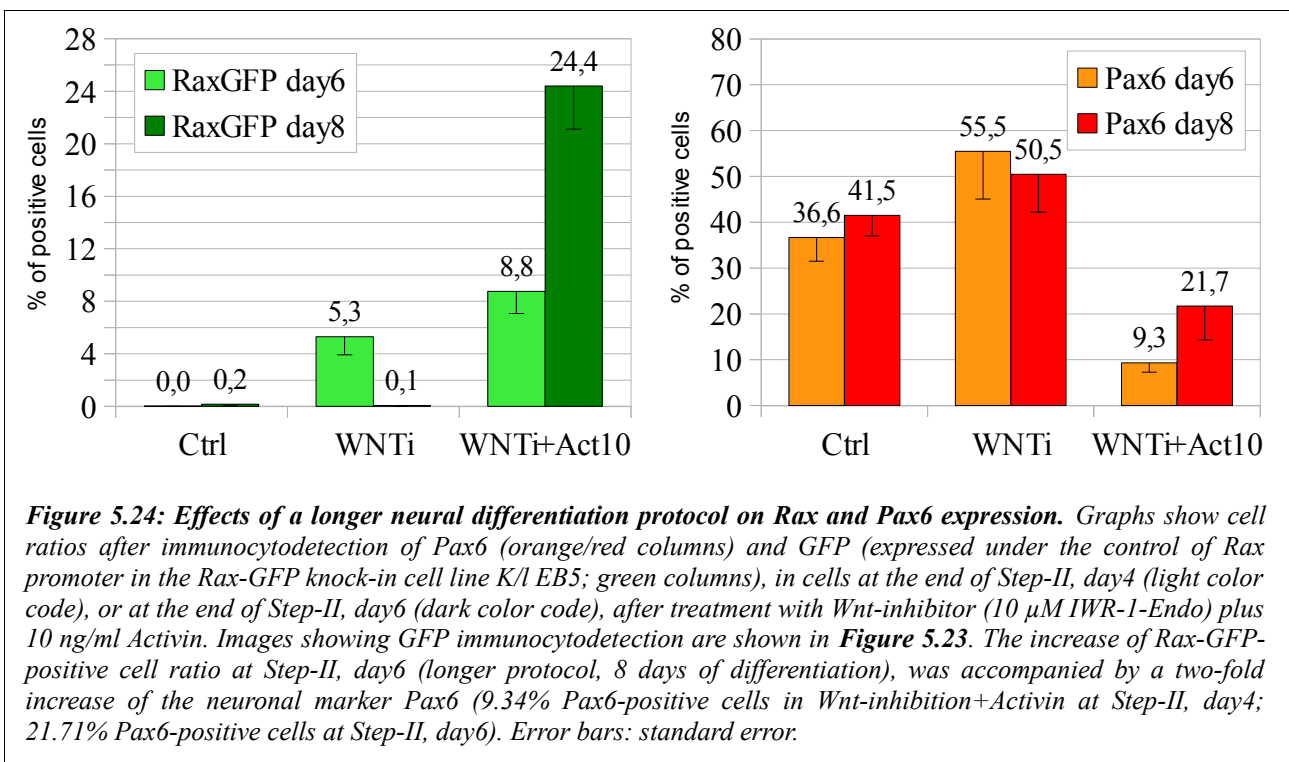 28
24
20
16
12
8
4
0
% of positive cells
RaxGFP day6
RaxGFP day8
0,0
0,2
5,3
0,1
8,8
24,4
Ctrl
WNTi
WNTi+Act10
80
70
60
50
40
30
20
10
0
% of positive cells
Pax6 day6
Pax6 day8
36,6
41,5
55,5
50,5
9,3
21,7
Ctrl
WNTi
WNTi+Act10
Figure 5.24: Effects of a longer neural differentiation protocol on Rax and Pax6 expression. Graphs show cell
ratios after immunocytodetection of Pax6 (orange/red columns) and GFP (expressed under the control of Rax
promoter in the Rax-GFP knock-in cell line K/I EB5; green columns), in cells at the end of Step-II, day4 (light color
code), or at the end of Step-II, day6 (dark color code), after treatment with Wnt-inhibitor (10 µM IWR-1-Endo) plus
10 ng/ml Activin. Images showing GFP immunocytodetection are shown in Figure 5.23. The increase of Rax-GFP-
positive cell ratio at Step-II, day6 (longer protocol, 8 days of differentiation), was accompanied by a two-fold
increase of the neuronal marker Pax6 (9.34% Pax6-positive cells in Wnt-inhibition+Activin at Step-II, day4;
21.71% Pax6-positive cells at Step-II, day6). Error bars: standard error.